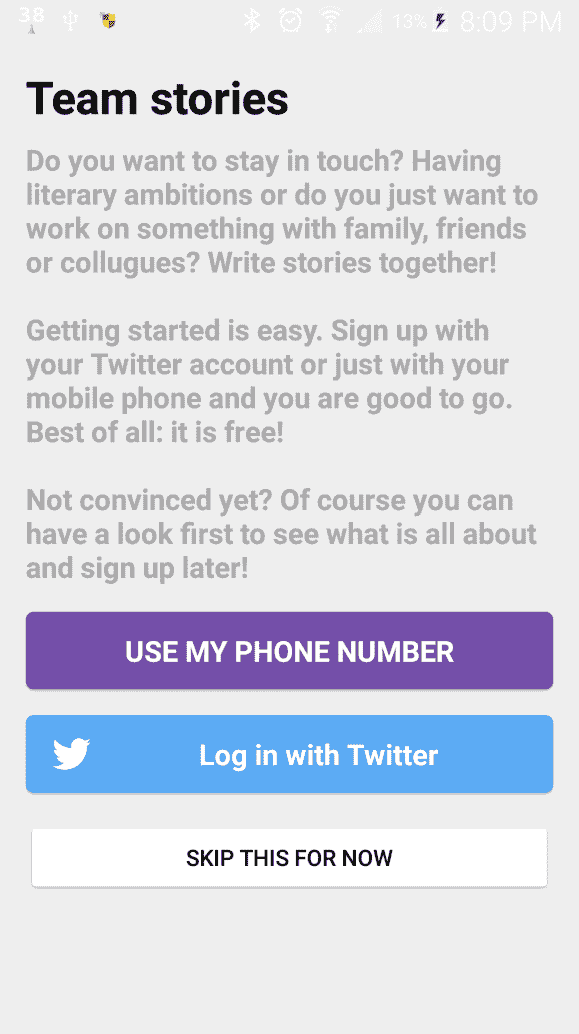 38
13%
8:09 PM
Team stories
Do you want to stay in touch? Having
literary ambitions or do you just want to
work on something with family, friends
or collugues? Write stories together!
Getting started is easy. Sign up with
your Twitter account or just with your
mobile phone and you are good to go.
Best of all: it is free!
Not convinced yet? Of course you can
have a look first to see what is all about
and sign up later!
USE MY PHONE NUMBER
Log in with Twitter
SKIP THIS FOR NOW